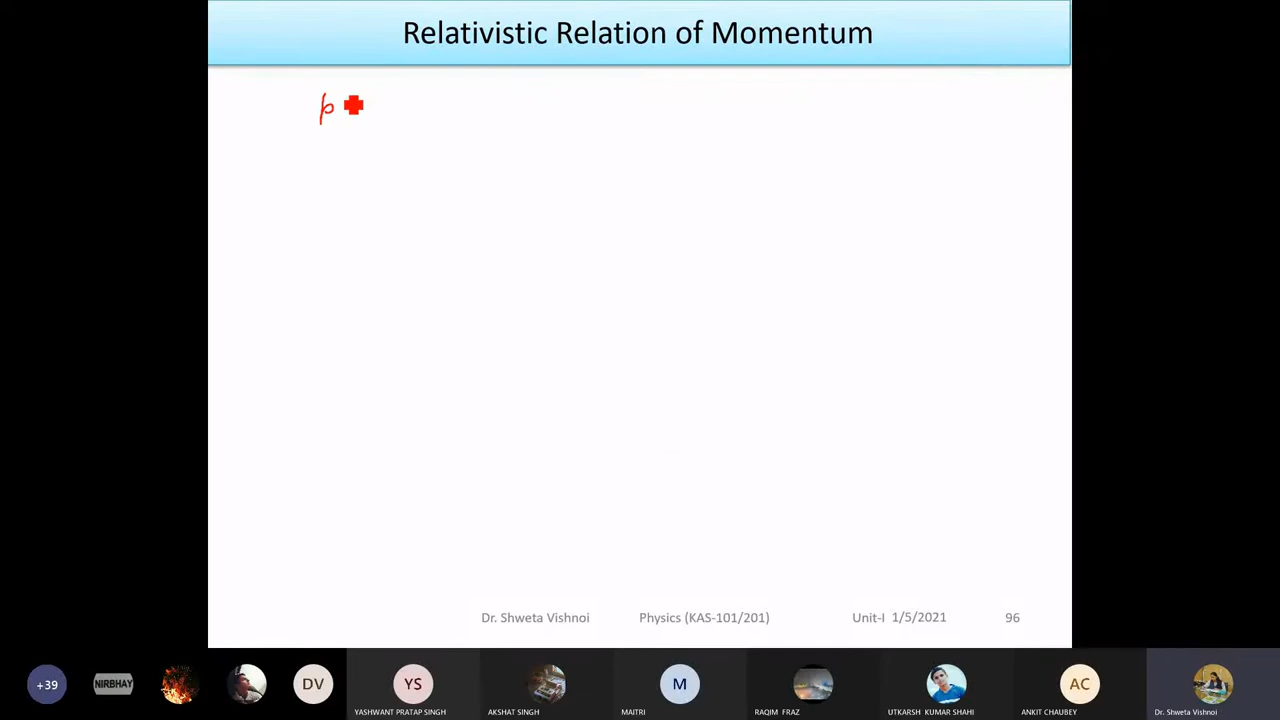 Relativistic Relation of Momentum
p
Dr. Shweta Vishnoi Physics (KAS-101/201) Unit-I 1/5/2021 96
+39 NIRBHAY DV YS M AC
YASHWANT PRATAP SINGH AKSHAT SINGH MAITRI RAQIM FRAZ UTKARSH KUMAR SHAHI ANKIT CHAUBEY Dr. Shweta Vishnoi